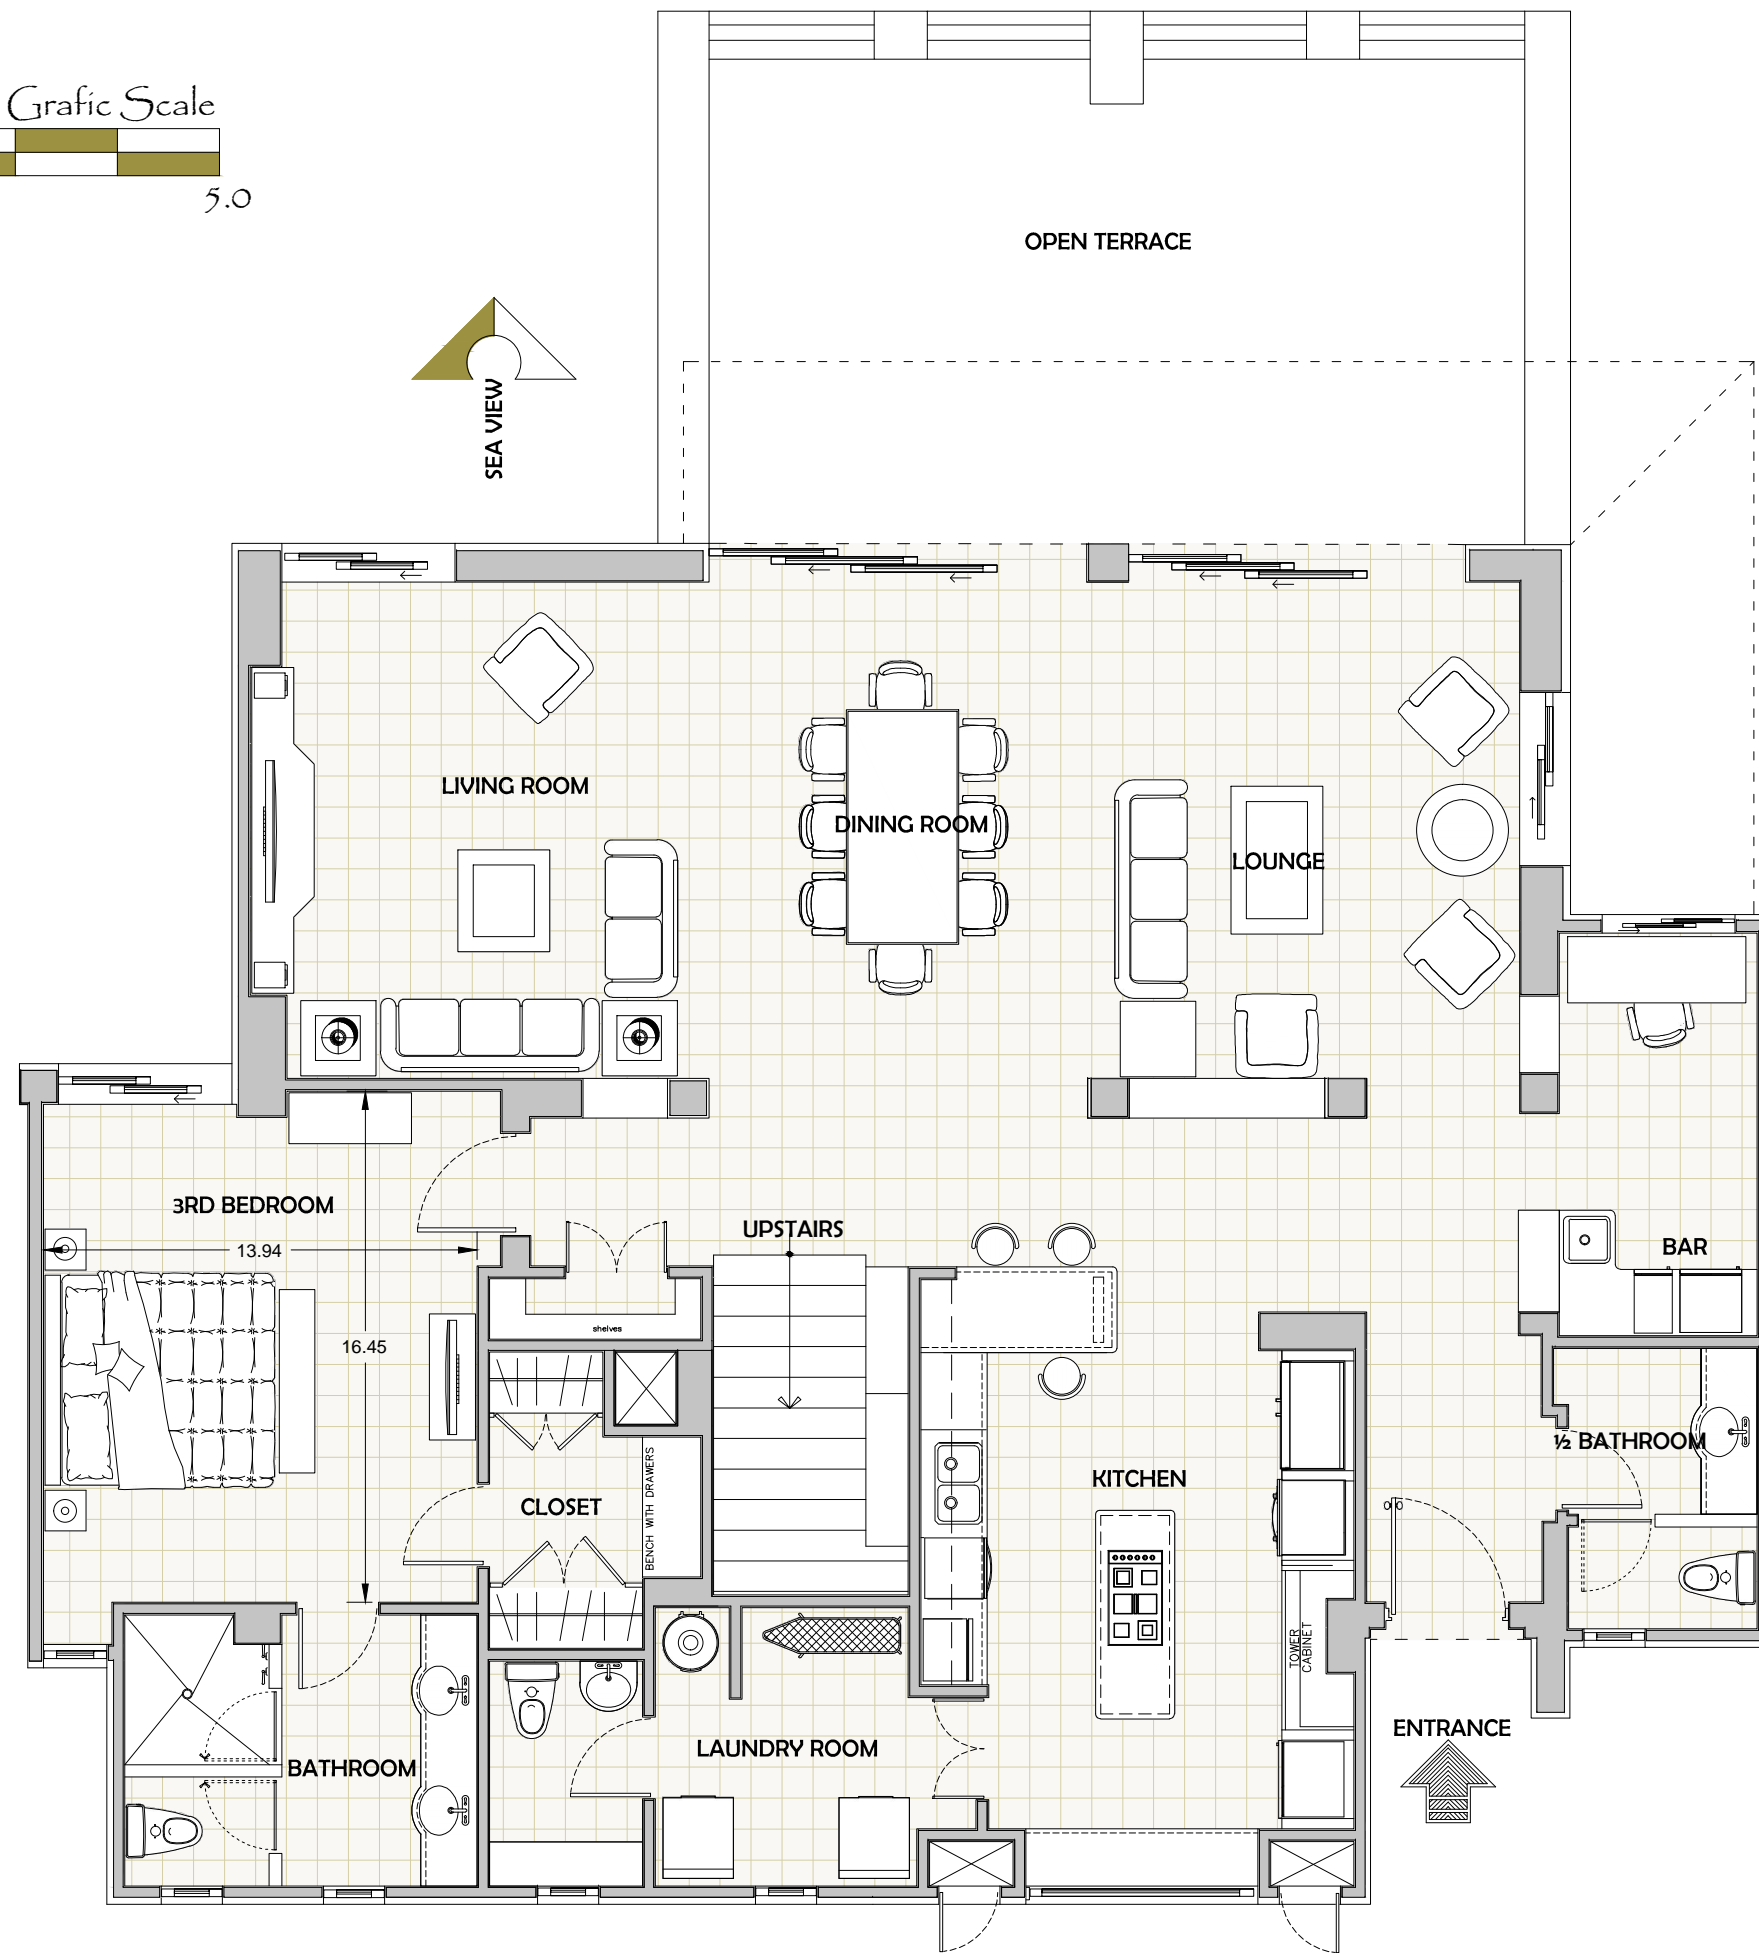 Grafic Scale
5.0
OPEN TERRACE
SEA VIEW
LIVING ROOM
DINING ROOM
LOUNGE
3RD BEDROOM
13.94
16.45
UPSTAIRS
BAR
shelves
KITCHEN
½ BATHROOM
CLOSET
BENCH WITH DRAWERS
TOWER
CABINET
ENTRANCE
LAUNDRY ROOM
BATHROOM